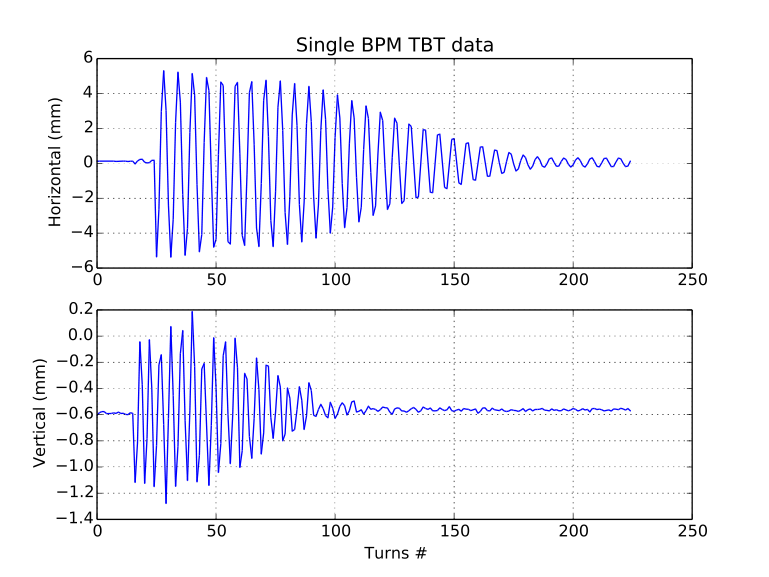 Single BPM TBT data
6
4
2
0
−2
−4
−6
Horizontal (mm)
0 50 100 150 200 250
0.2
0.0
−0.2
−0.4
−0.6
−0.8
−1.0
−1.2
−1.4
Vertical (mm)
0 50 100 150 200 250
Turns #